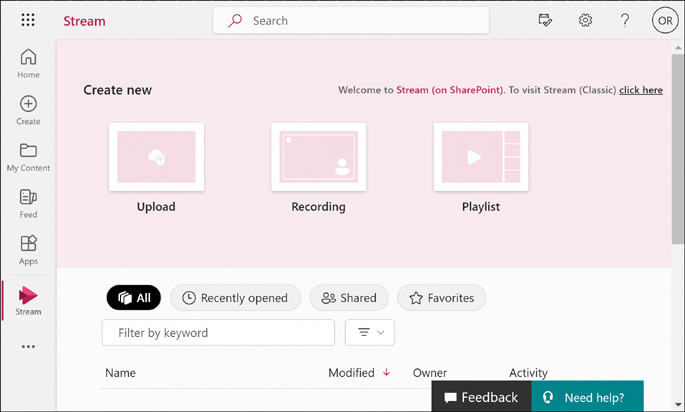 Stream
Search
OR
Home
Create
My Content
Feed
Apps
Stream
Create new
Welcome to Stream (on SharePoint). To visit Stream (Classic) click here
Upload
Recording
Playlist
All
Recently opened
Shared
Favorites
Filter by keyword
Name Modified Owner Activity
Feedback
Need help?